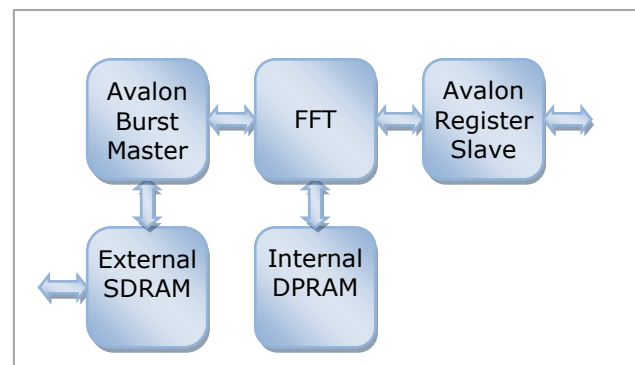 Avalon
Burst
Master
FFT
Avalon
Register
Slave
External
SDRAM
Internal
DPRAM